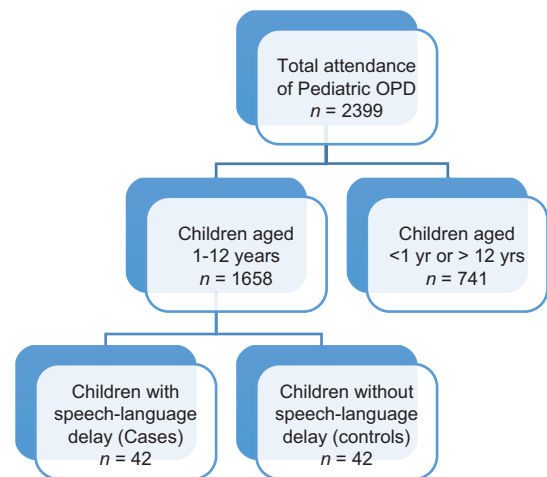 Total attendance
of Pediatric OPD
n = 2399
Children aged
1-12 years
n = 1658
Children aged
<1 yr or > 12 yrs
n = 741
Children with
speech-language
delay (Cases)
n = 42
Children without
speech-language
delay (controls)
n = 42